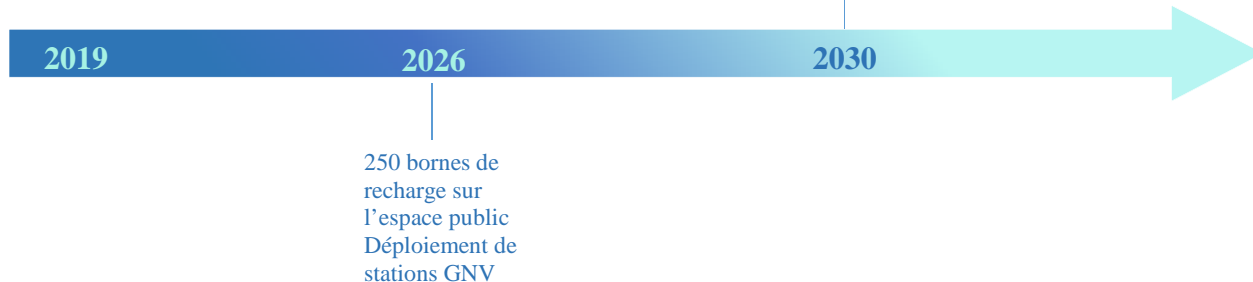 2019 2026 2030
250 bornes de
recharge sur
l’espace public
Déploiement de
stations GNV